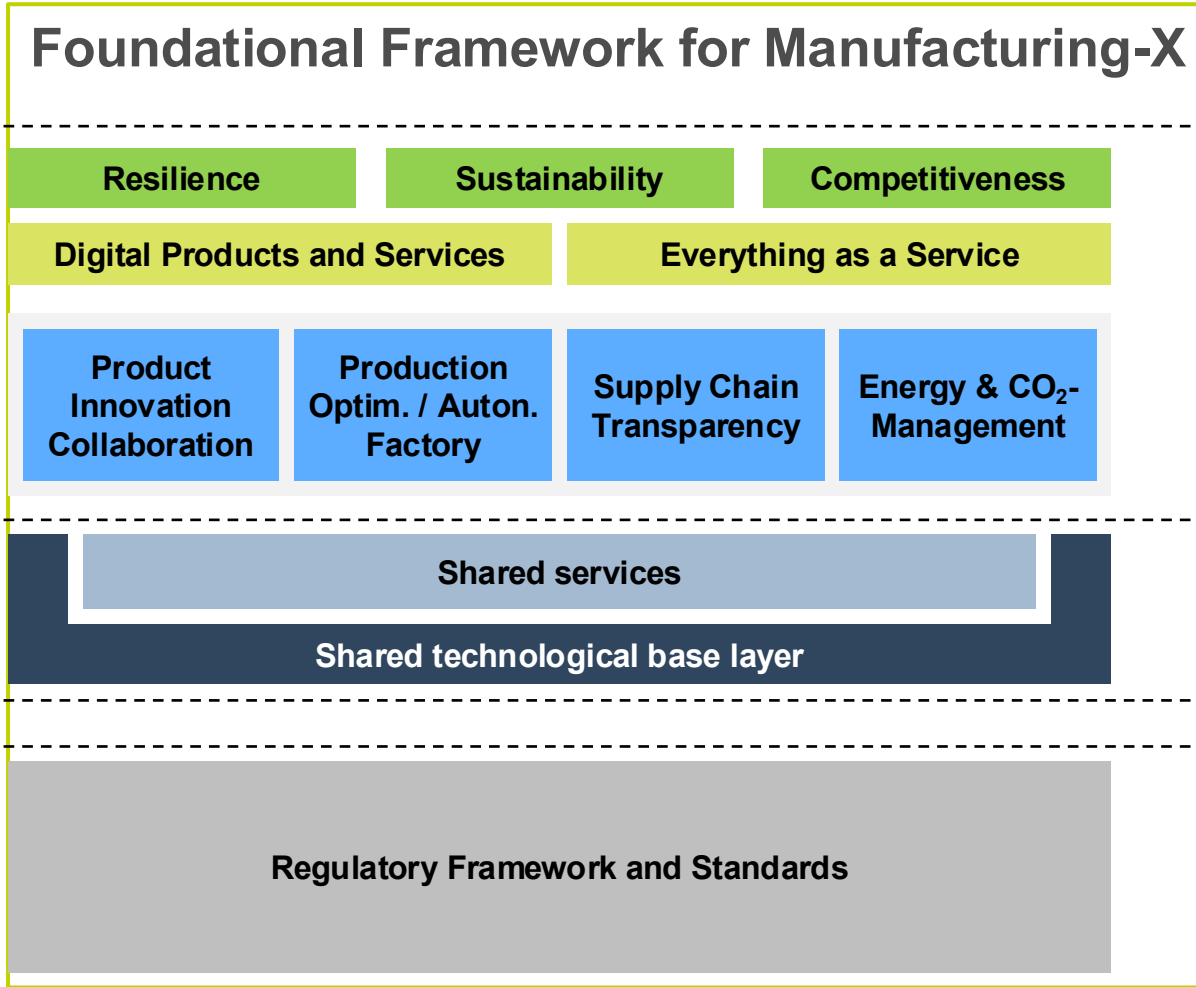 Foundational Framework for Manufacturing-X
Resilience
Sustainability
Competitiveness
Digital Products and Services
Everything as a Service
Product
Innovation
Collaboration
Production
Optim. / Auton.
Factory
Supply Chain
Transparency
Energy & CO₂-
Management
Shared services
Shared technological base layer
Regulatory Framework and Standards